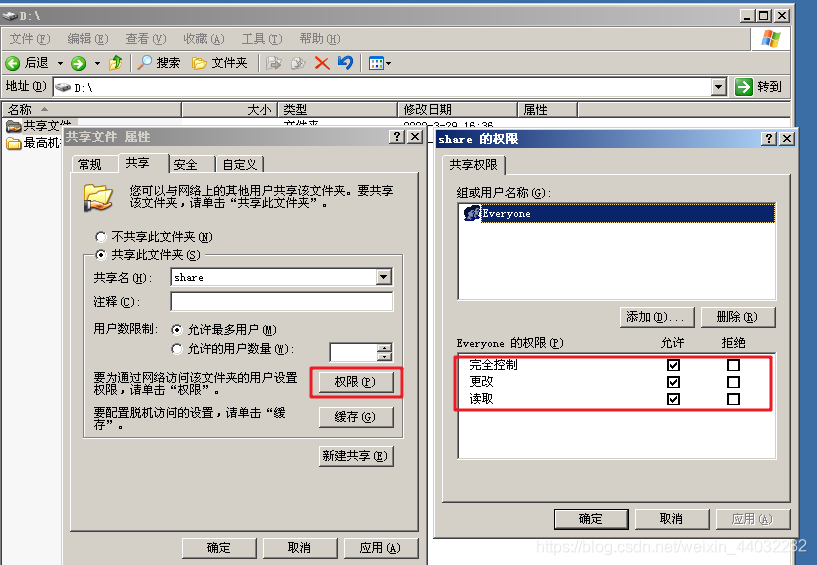 D:\
文件(F) 编辑(E) 查看(V) 收藏(A) 工具(T) 帮助(H)
后退 搜索 文件夹
地址(D) D:\ 转到
名称 大小 类型 修改日期 属性
共享文件 文件夹
最高机
共享文件 属性
常规 共享 安全 自定义
您可以与网络上的其他用户共享该文件夹。要共享
该文件夹,请单击“共享此文件夹”。
不共享此文件夹(N)
共享此文件夹(S)
共享名(H): share
注释(C):
用户数限制: 允许最多用户(M)
允许的用户数量(W):
要为通过网络访问该文件夹的用户设置
权限,请单击“权限”。
权限(P)
要配置脱机访问的设置,请单击“缓
存”。
缓存(G)
新建共享(E)
确定 取消 应用(A)
share 的权限
共享权限
组或用户名称(G):
Everyone
添加(D)... 删除(R)
Everyone 的权限(P) 允许 拒绝
完全控制
更改
读取
确定 取消 应用(A)
https://blog.csdn.net/weixin_44032232